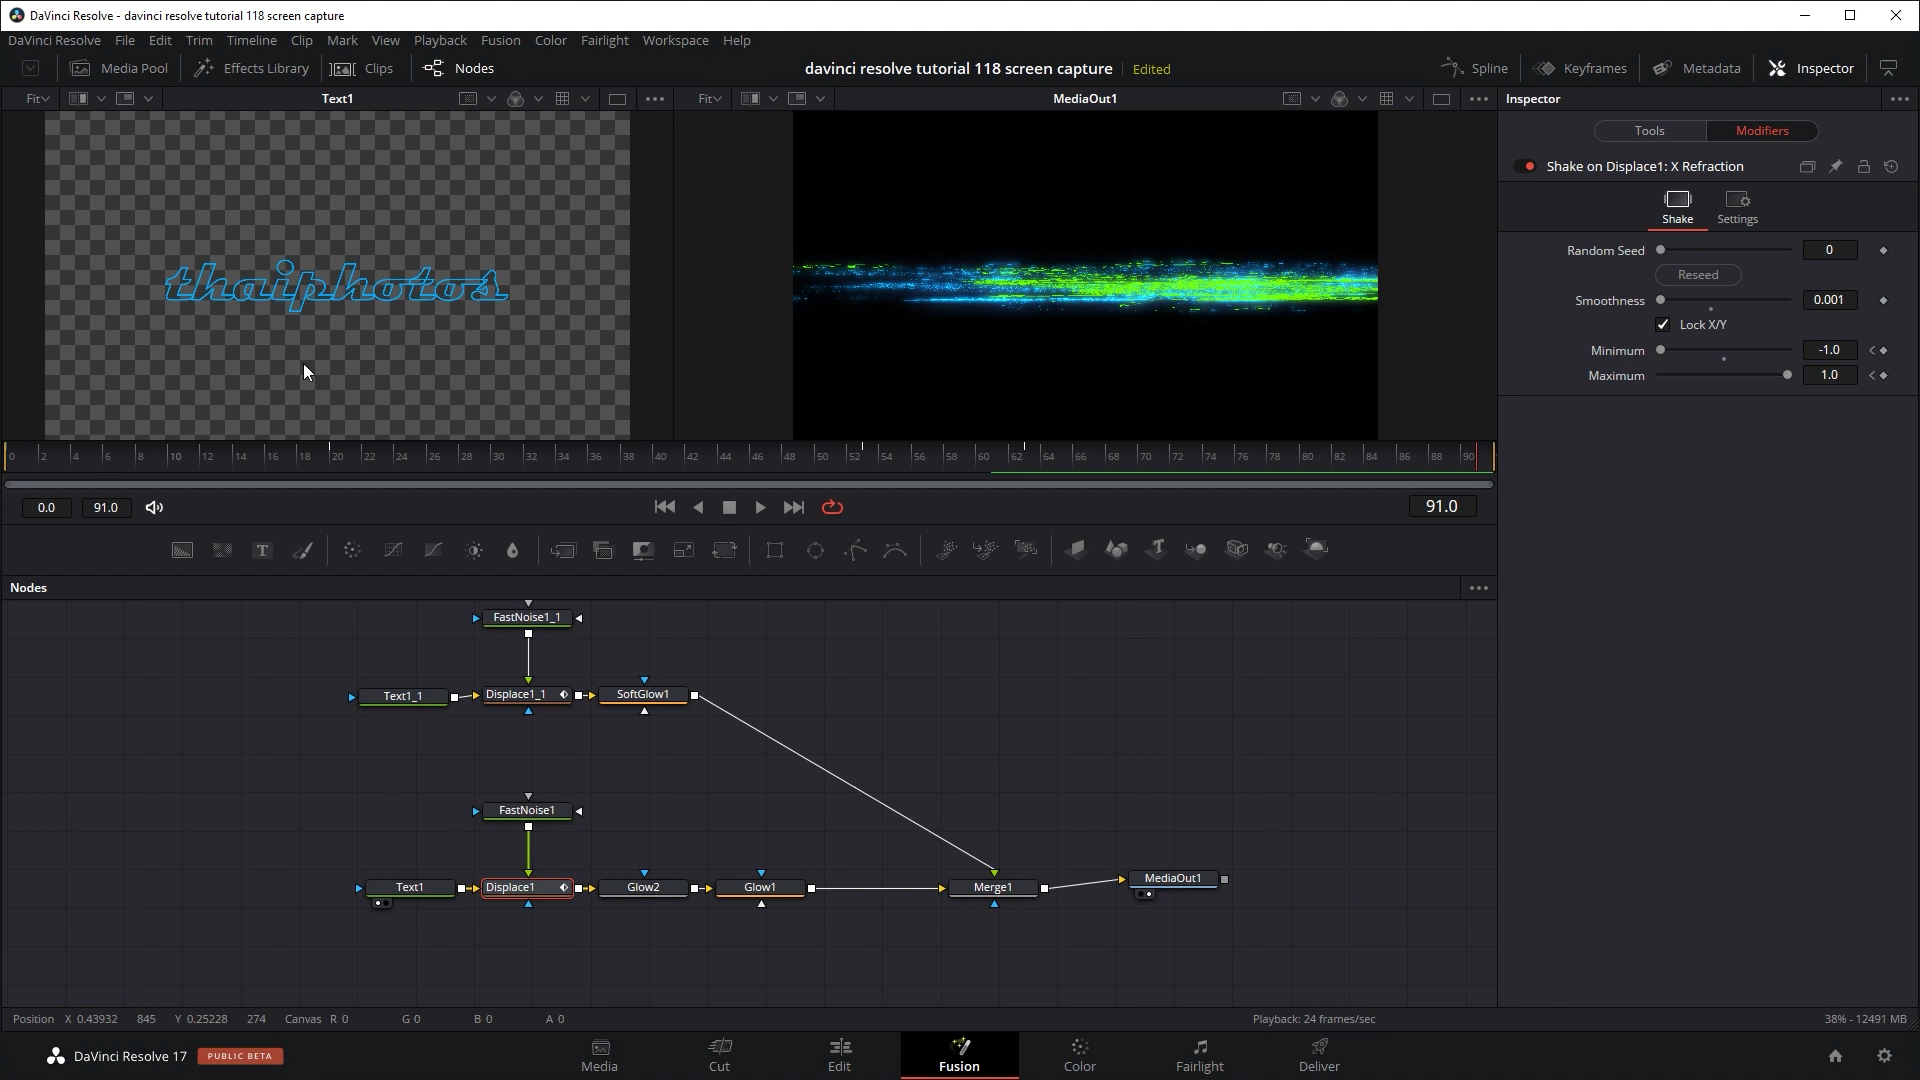 DaVinci Resolve - davinci resolve tutorial 118 screen capture
DaVinci Resolve File Edit Trim Timeline Clip Mark View Playback Fusion Color Fairlight Workspace Help
Media Pool Effects Library Clips Nodes davinci resolve tutorial 118 screen capture Edited Spline Keyframes Metadata Inspector
Fit Text1 Fit MediaOut1 Inspector
Tools Modifiers
Shake on Displace1: X Refraction
Shake Settings
Random Seed 0
Reseed
Smoothness 0.001
Lock X/Y
Minimum -1.0
Maximum 1.0
thaiphotos
0 2 4 6 8 10 12 14 16 18 20 22 24 26 28 30 32 34 36 38 40 42 44 46 48 50 52 54 56 58 60 62 64 66 68 70 72 74 76 78 80 82 84 86 88 90
0.0 91.0 91.0
Nodes
FastNoise1_1
Text1_1 Displace1_1 SoftGlow1
FastNoise1
Text1 Displace1 Glow2 Glow1 Merge1 MediaOut1
Position X 0.43932 845 Y 0.25228 274 Canvas R 0 G 0 B 0 A 0 Playback: 24 frames/sec 38% - 12491 MB
DaVinci Resolve 17 PUBLIC BETA Media Cut Edit Fusion Color Fairlight Deliver